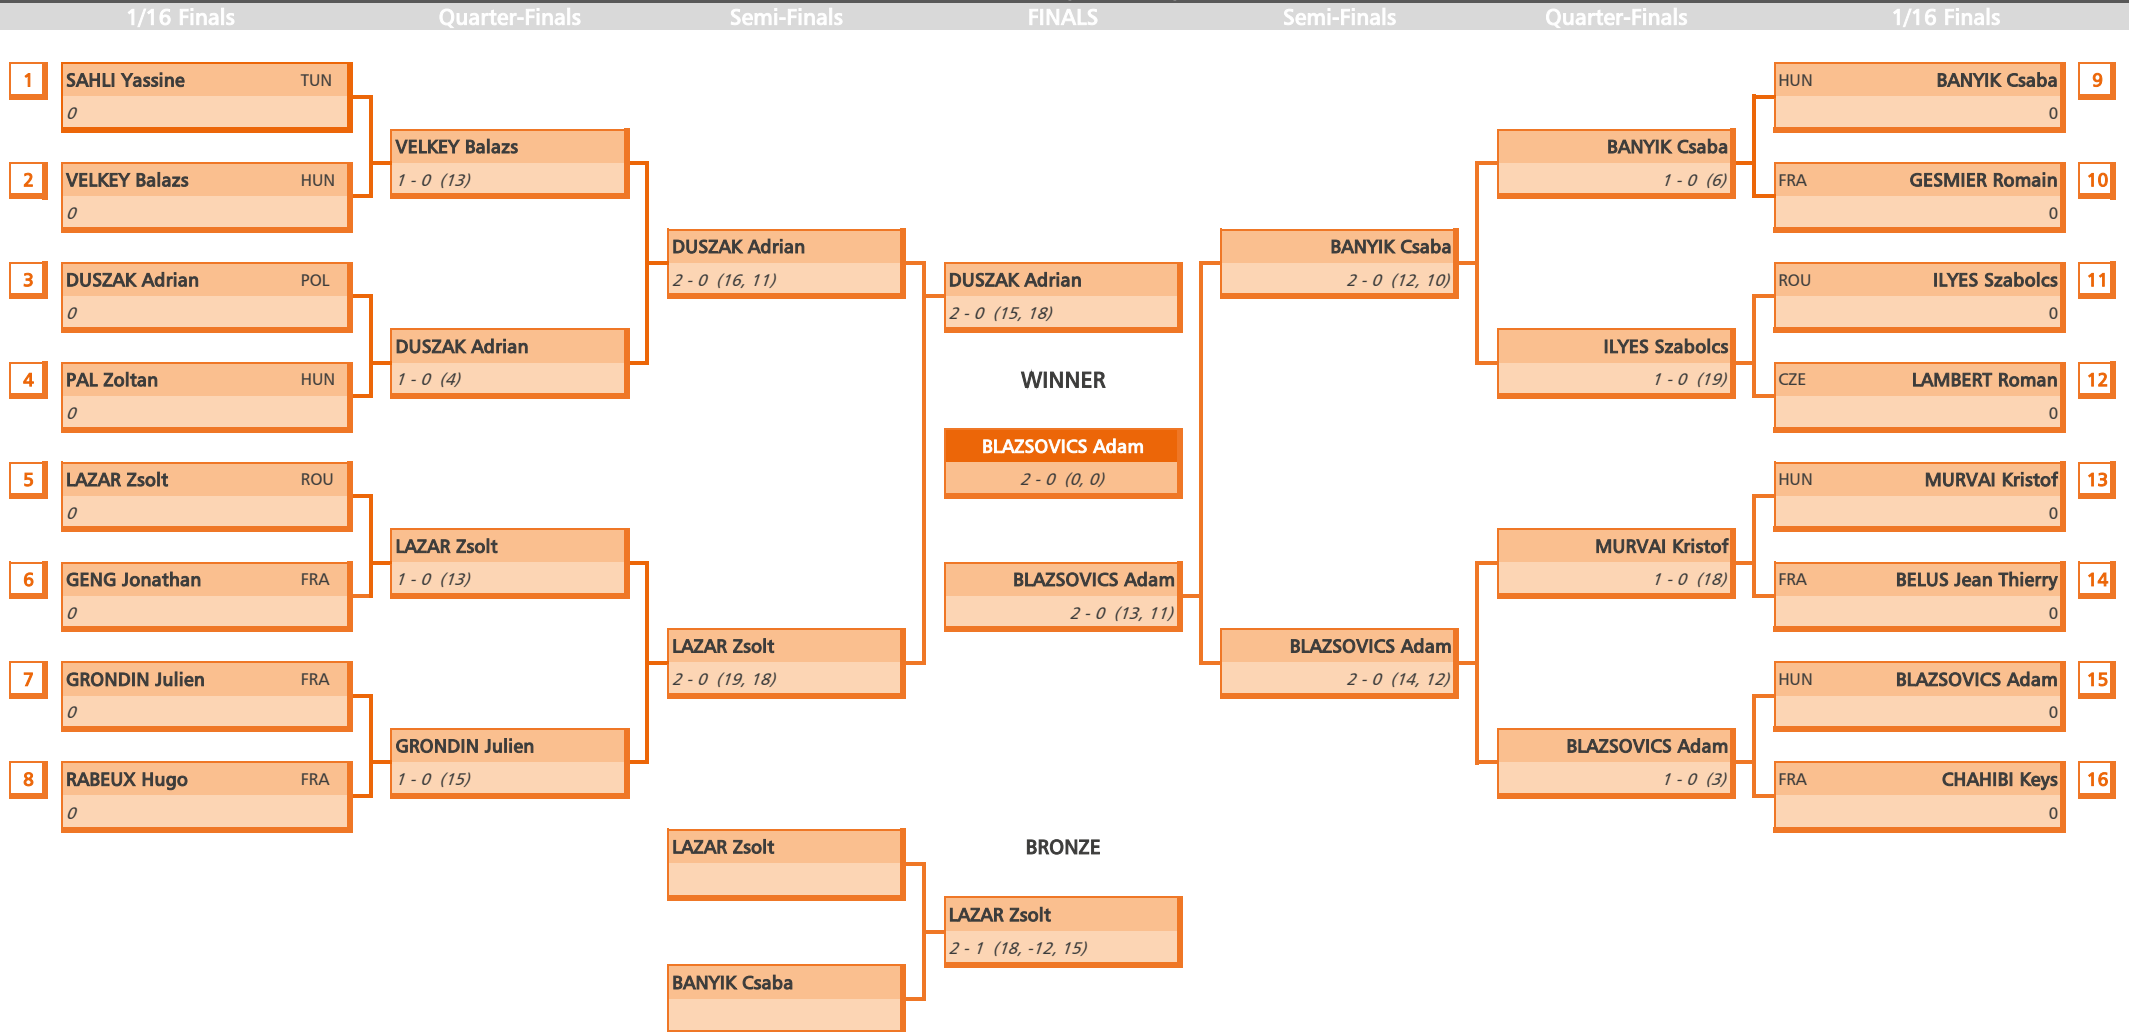 1/16 Finals Quarter-Finals Semi-Finals FINALS Semi-Finals Quarter-Finals 1/16 Finals
1 SAHLI Yassine TUN
0
2 VELKEY Balazs HUN
0
3 DUSZAK Adrian POL
0
4 PAL Zoltan HUN
0
5 LAZAR Zsolt ROU
0
6 GENG Jonathan FRA
0
7 GRONDIN Julien FRA
0
8 RABEUX Hugo FRA
0
VELKEY Balazs
1 - 0 (13)
DUSZAK Adrian
1 - 0 (4)
LAZAR Zsolt
1 - 0 (13)
GRONDIN Julien
1 - 0 (15)
DUSZAK Adrian
2 - 0 (16, 11)
LAZAR Zsolt
2 - 0 (19, 18)
DUSZAK Adrian
2 - 0 (15, 18)
WINNER
BLAZSOVICS Adam
2 - 0 (0, 0)
BLAZSOVICS Adam
2 - 0 (13, 11)
BANYIK Csaba
2 - 0 (12, 10)
BLAZSOVICS Adam
2 - 0 (14, 12)
BANYIK Csaba
1 - 0 (6)
ILYES Szabolcs
1 - 0 (19)
MURVAI Kristof
1 - 0 (18)
BLAZSOVICS Adam
1 - 0 (3)
HUN BANYIK Csaba 9
0
FRA GESMIER Romain 10
0
ROU ILYES Szabolcs 11
0
CZE LAMBERT Roman 12
0
HUN MURVAI Kristof 13
0
FRA BELUS Jean Thierry 14
0
HUN BLAZSOVICS Adam 15
0
FRA CHAHIBI Keys 16
0
LAZAR Zsolt
BANYIK Csaba
BRONZE
LAZAR Zsolt
2 - 1 (18, -12, 15)